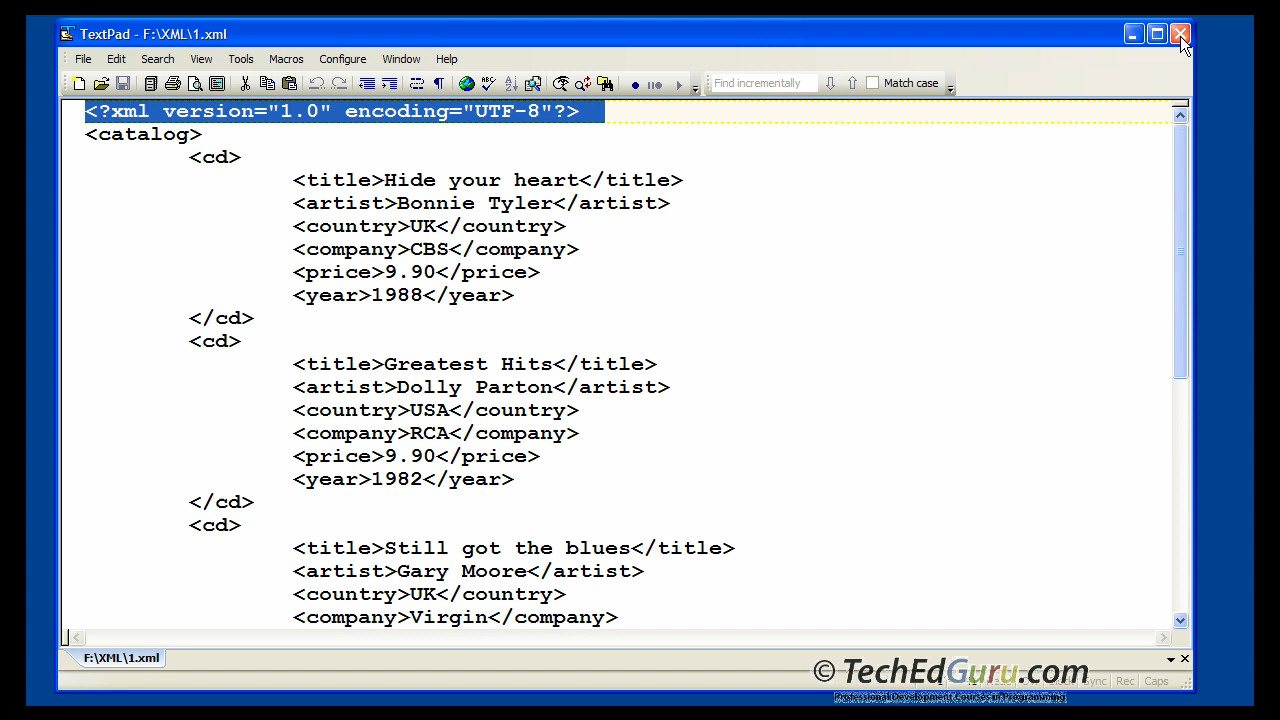 TextPad - F:\XML\1.xml
File Edit Search View Tools Macros Configure Window Help
Find incrementally Match case
<?xml version="1.0" encoding="UTF-8"?>
<catalog>
<cd>
<title>Hide your heart</title>
<artist>Bonnie Tyler</artist>
<country>UK</country>
<company>CBS</company>
<price>9.90</price>
<year>1988</year>
</cd>
<cd>
<title>Greatest Hits</title>
<artist>Dolly Parton</artist>
<country>USA</country>
<company>RCA</company>
<price>9.90</price>
<year>1982</year>
</cd>
<cd>
<title>Still got the blues</title>
<artist>Gary Moore</artist>
<country>UK</country>
<company>Virgin</company>
F:\XML\1.xml
© TechEdGuru.com
Sync Rec Caps
Professional Development Courses in Programming